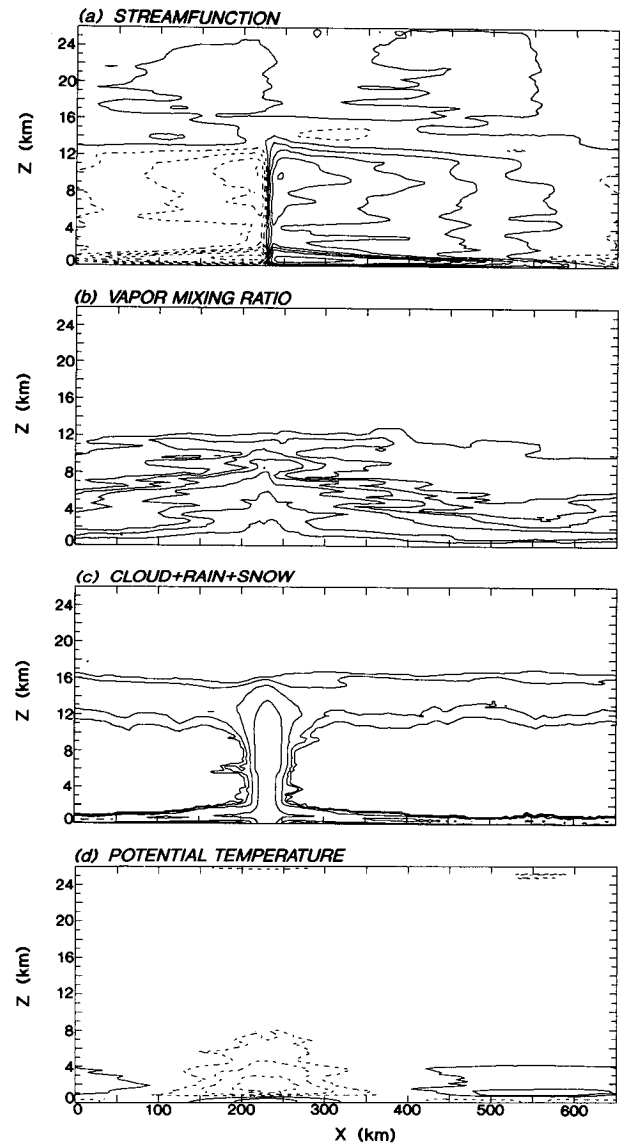 (a) STREAMFUNCTION
24
20
16
12
8
4
0
Z (km)
(b) VAPOR MIXING RATIO
24
20
16
12
8
4
0
Z (km)
(c) CLOUD+RAIN+SNOW
24
20
16
12
8
4
0
Z (km)
(d) POTENTIAL TEMPERATURE
24
20
16
12
8
4
0
Z (km)
0 100 200 300 400 500 600
X (km)